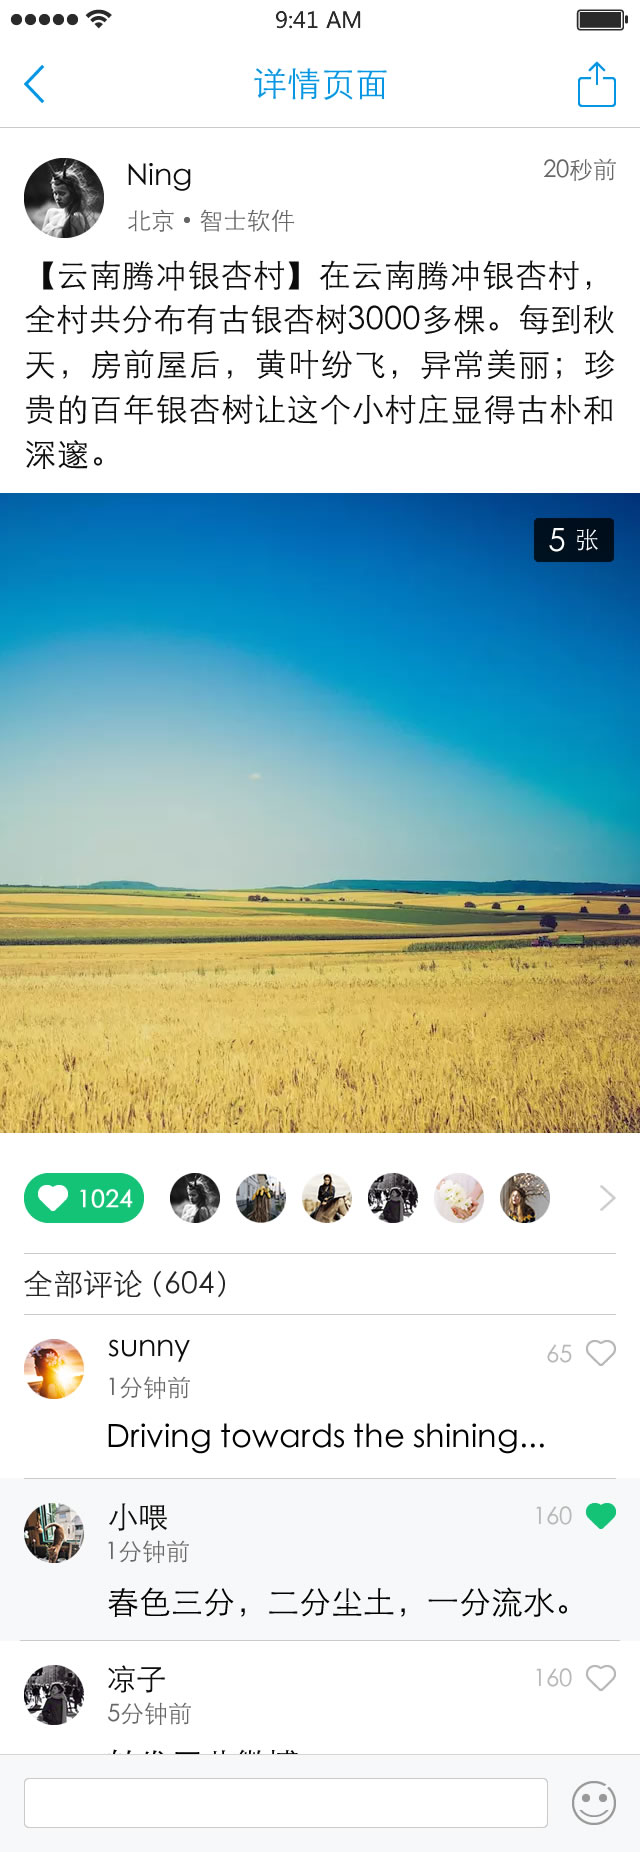 9:41 AM
详情页面
Ning
20秒前
北京•智士软件
【云南腾冲银杏村】在云南腾冲银杏村，
全村共分布有古银杏树3000多棵。每到秋
天，房前屋后，黄叶纷飞，异常美丽；珍
贵的百年银杏树让这个小村庄显得古朴和
深邃。
5 张
1024
全部评论 (604)
sunny
65
1分钟前
Driving towards the shining...
小喂
160
1分钟前
春色三分，二分尘土，一分流水。
凉子
160
5分钟前